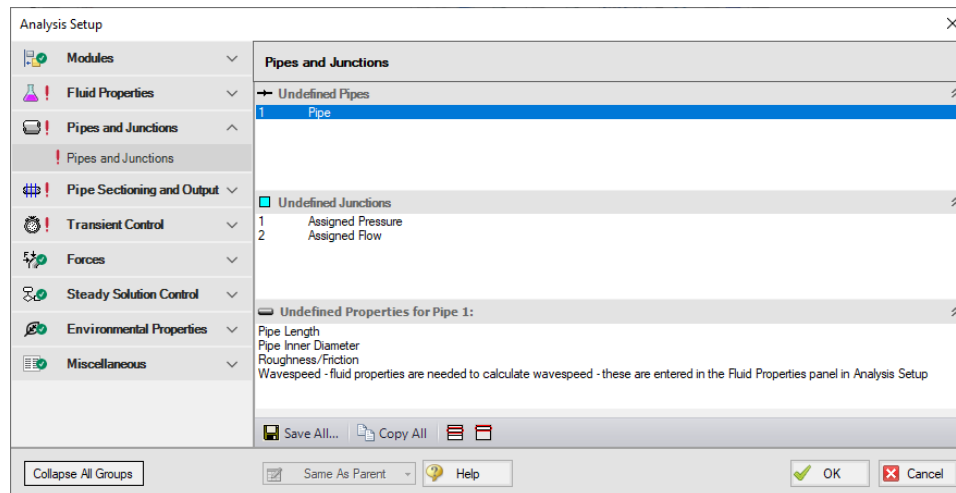 Analysis Setup
Modules
Fluid Properties
Pipes and Junctions
Pipes and Junctions
Pipe Sectioning and Output
Transient Control
Forces
Steady Solution Control
Environmental Properties
Miscellaneous
Pipes and Junctions
Undefined Pipes
1 Pipe
Undefined Junctions
1 Assigned Pressure
2 Assigned Flow
Undefined Properties for Pipe 1:
Pipe Length
Pipe Inner Diameter
Roughness/Friction
Wavespeed - fluid properties are needed to calculate wavespeed - these are entered in the Fluid Properties panel in Analysis Setup
Save All... Copy All
Collapse All Groups Same As Parent Help OK Cancel